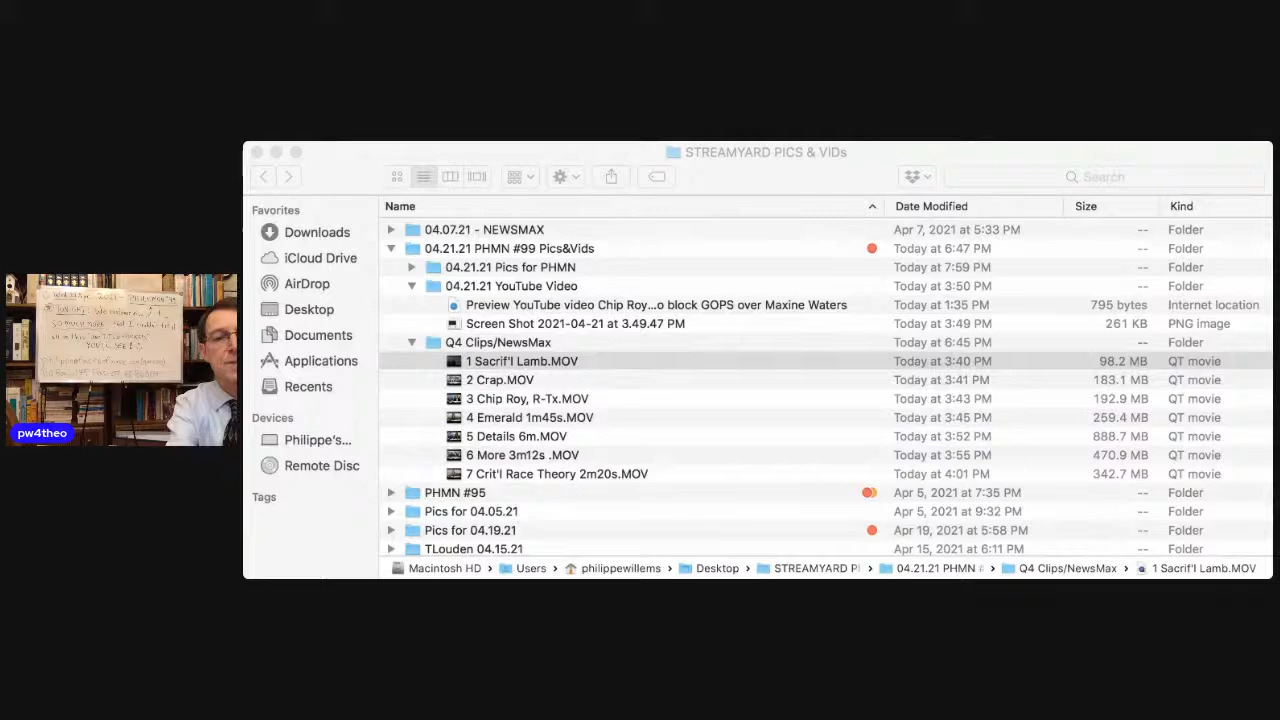 STREAMYARD PICS & VIDs
Search
Favorites
Downloads
iCloud Drive
AirDrop
Desktop
Documents
Applications
Recents
Devices
Philippe's...
Remote Disc
Tags
Name Date Modified Size Kind
04.07.21 - NEWSMAX Apr 7, 2021 at 5:33 PM -- Folder
04.21.21 PHMN #99 Pics&Vids Today at 6:47 PM -- Folder
04.21.21 Pics for PHMN Today at 7:59 PM -- Folder
04.21.21 YouTube Video Today at 3:50 PM -- Folder
Preview YouTube video Chip Roy...o block GOPS over Maxine Waters Today at 1:35 PM 795 bytes Internet location
Screen Shot 2021-04-21 at 3.49.47 PM Today at 3:49 PM 261 KB PNG image
Q4 Clips/NewsMax Today at 6:45 PM -- Folder
1 Sacrif'l Lamb.MOV Today at 3:40 PM 98.2 MB QT movie
2 Crap.MOV Today at 3:41 PM 183.1 MB QT movie
3 Chip Roy, R-Tx.MOV Today at 3:43 PM 192.9 MB QT movie
4 Emerald 1m45s.MOV Today at 3:45 PM 259.4 MB QT movie
5 Details 6m.MOV Today at 3:52 PM 888.7 MB QT movie
6 More 3m12s .MOV Today at 3:55 PM 470.9 MB QT movie
7 Crit'l Race Theory 2m20s.MOV Today at 4:01 PM 342.7 MB QT movie
PHMN #95 Apr 5, 2021 at 7:35 PM -- Folder
Pics for 04.05.21 Apr 5, 2021 at 9:32 PM -- Folder
Pics for 04.19.21 Apr 19, 2021 at 5:58 PM -- Folder
TLouden 04.15.21 Apr 15, 2021 at 6:11 PM -- Folder
Macintosh HD › Users › philippewillems › Desktop › STREAMYARD PI › 04.21.21 PHMN # › Q4 Clips/NewsMax › 1 Sacrif'l Lamb.MOV
TONIGHT:
SO MUCH MORE
YOU'LL SEE!
pw4theo